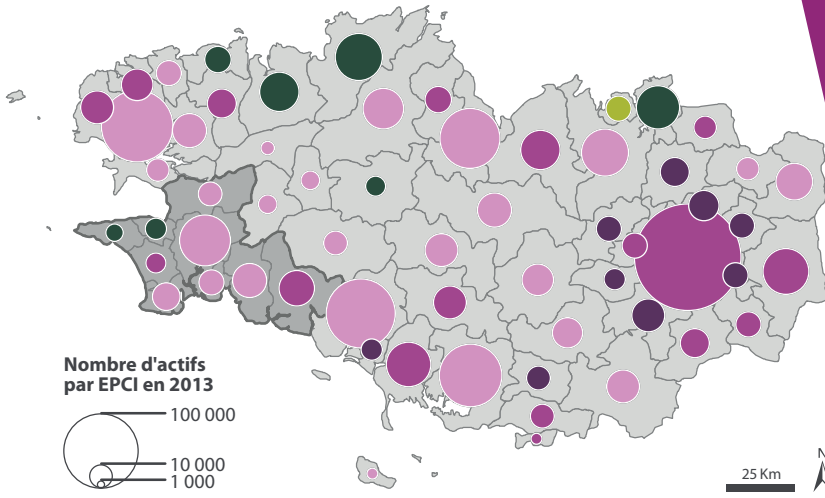 Nombre d'actifs
par EPCI en 2013
100 000
10 000
1 000
25 Km
N